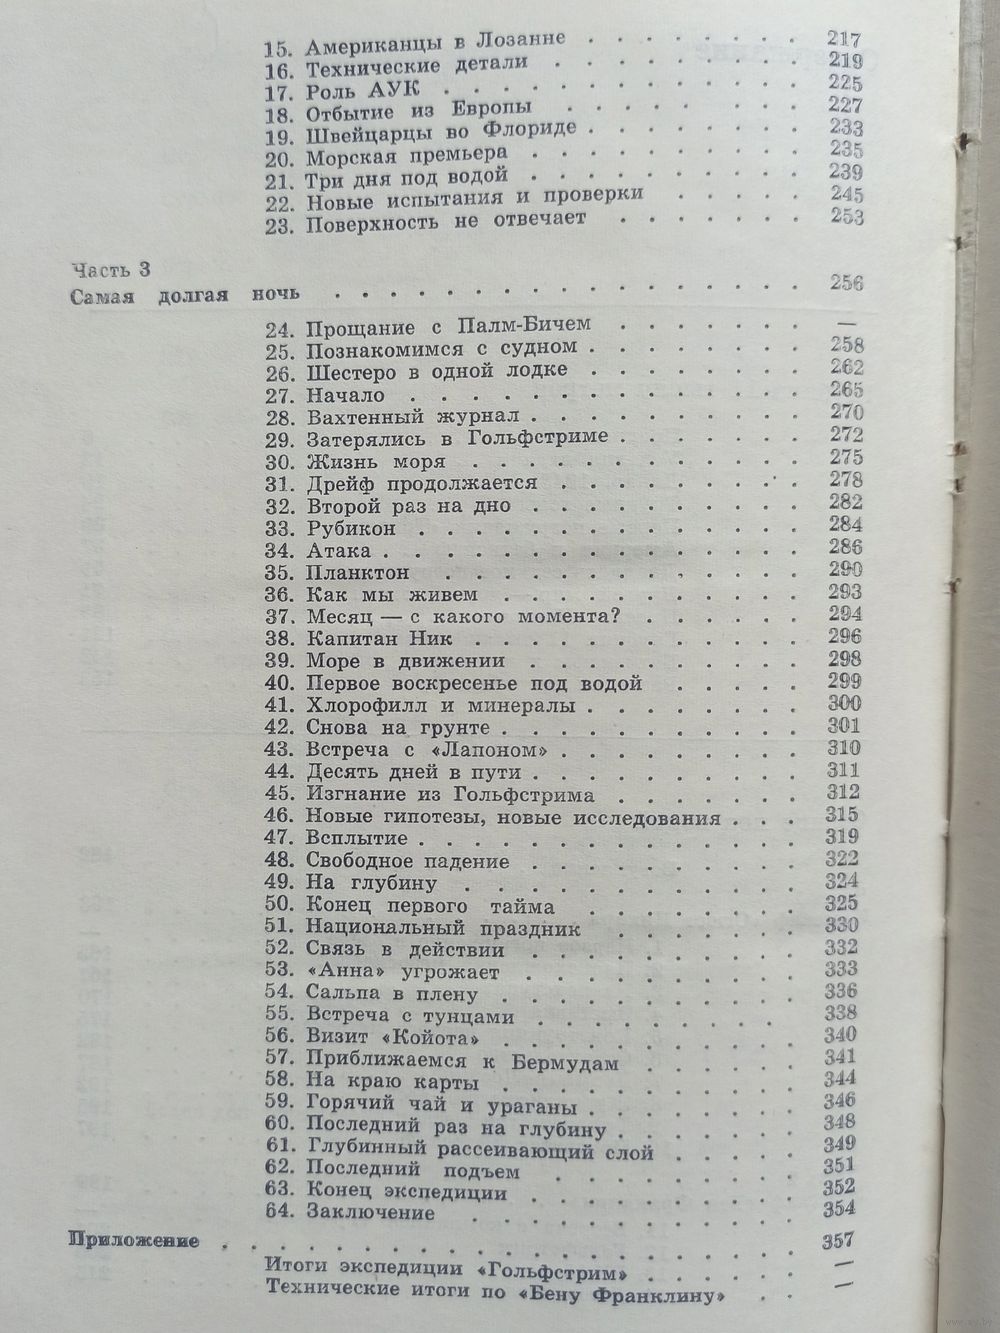 15. Американцы в Лозанне . . . . . . . . 217
16. Технические детали . . . . . . . . . 219
17. Роль АУК . . . . . . . . . . . . . 225
18. Отбытие из Европы . . . . . . . . . 227
19. Швейцарцы во Флориде . . . . . . . . 233
20. Морская премьера . . . . . . . . . . 235
21. Три дня под водой . . . . . . . . . . 239
22. Новые испытания и проверки . . . . . 245
23. Поверхность не отвечает . . . . . . . 253
Часть 3
Самая долгая ночь . . . . . . . . . . . . . . . . . 256
24. Прощание с Палм-Бичем . . . . . . . —
25. Познакомимся с судном . . . . . . . . 258
26. Шестеро в одной лодке . . . . . . . . 262
27. Начало . . . . . . . . . . . . . . 265
28. Вахтенный журнал . . . . . . . . . . 270
29. Затерялись в Гольфстриме . . . . . . . 272
30. Жизнь моря . . . . . . . . . . . . 275
31. Дрейф продолжается . . . . . . . . . 278
32. Второй раз на дно . . . . . . . . . . 282
33. Рубикон . . . . . . . . . . . . . . 284
34. Атака . . . . . . . . . . . . . . . 286
35. Планктон . . . . . . . . . . . . . 290
36. Как мы живем . . . . . . . . . . . 293
37. Месяц — с какого момента? . . . . . . 294
38. Капитан Ник . . . . . . . . . . . . 296
39. Море в движении . . . . . . . . . . 298
40. Первое воскресенье под водой . . . . . 299
41. Хлорофилл и минералы . . . . . . . . 300
42. Снова на грунте . . . . . . . . . . . 301
43. Встреча с «Лапоном» . . . . . . . . . 310
44. Десять дней в пути . . . . . . . . . . 311
45. Изгнание из Гольфстрима . . . . . . . 312
46. Новые гипотезы, новые исследования . . . 315
47. Всплытие . . . . . . . . . . . . . . 319
48. Свободное падение . . . . . . . . . . 322
49. На глубину . . . . . . . . . . . . 324
50. Конец первого тайма . . . . . . . . 325
51. Национальный праздник . . . . . . . 330
52. Связь в действии . . . . . . . . . . 332
53. «Анна» угрожает . . . . . . . . . . 333
54. Сальпа в плену . . . . . . . . . . . 336
55. Встреча с тунцами . . . . . . . . . 338
56. Визит «Койота» . . . . . . . . . . . 340
57. Приближаемся к Бермудам . . . . . . 341
58. На краю карты . . . . . . . . . . . 344
59. Горячий чай и ураганы . . . . . . . . 346
60. Последний раз на глубину . . . . . . . 348
61. Глубинный рассеивающий слой . . . . . 349
62. Последний подъем . . . . . . . . . 351
63. Конец экспедиции . . . . . . . . . . 352
64. Заключение . . . . . . . . . . . . 354
Приложение . . . . . . . . . . . . . . . . . . . . . 357
Итоги экспедиции «Гольфстрим» . . . . . . —
Технические итоги по «Бену Франклину» . . —